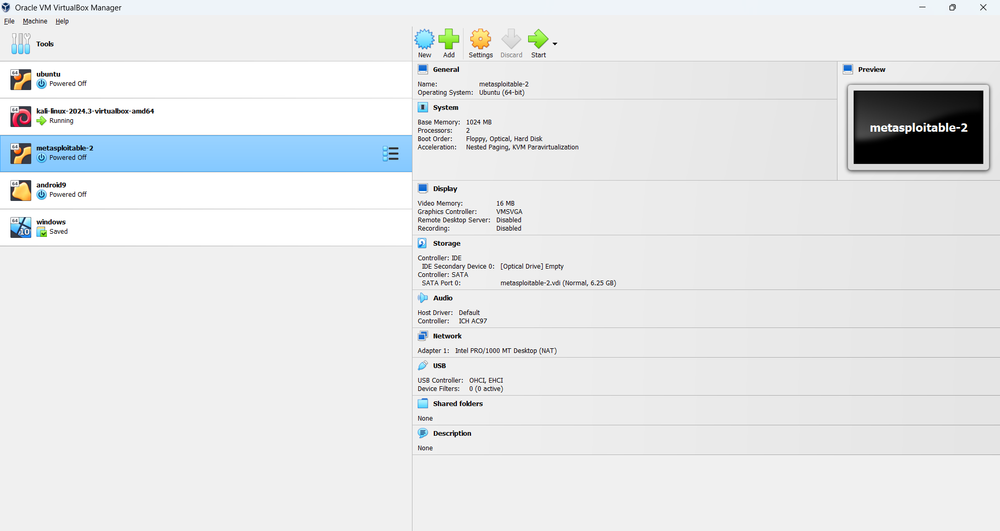 Oracle VM VirtualBox Manager
File Machine Help
Tools
ubuntu
Powered Off
kali-linux-2024.3-virtualbox-amd64
Running
metasploitable-2
Powered Off
android9
Powered Off
windows
Saved
64
64
64
64
64
10
New Add Settings Discard Start
General
Name: metasploitable-2
Operating System: Ubuntu (64-bit)
Preview
metasploitable-2
System
Base Memory: 1024 MB
Processors: 2
Boot Order: Floppy, Optical, Hard Disk
Acceleration: Nested Paging, KVM Paravirtualization
Display
Video Memory: 16 MB
Graphics Controller: VMSVGA
Remote Desktop Server: Disabled
Recording: Disabled
Storage
Controller: IDE
IDE Secondary Device 0: [Optical Drive] Empty
Controller: SATA
SATA Port 0: metasploitable-2.vdi (Normal, 6.25 GB)
Audio
Host Driver: Default
Controller: ICH AC97
Network
Adapter 1: Intel PRO/1000 MT Desktop (NAT)
USB
USB Controller: OHCI, EHCI
Device Filters: 0 (0 active)
Shared folders
None
Description
None